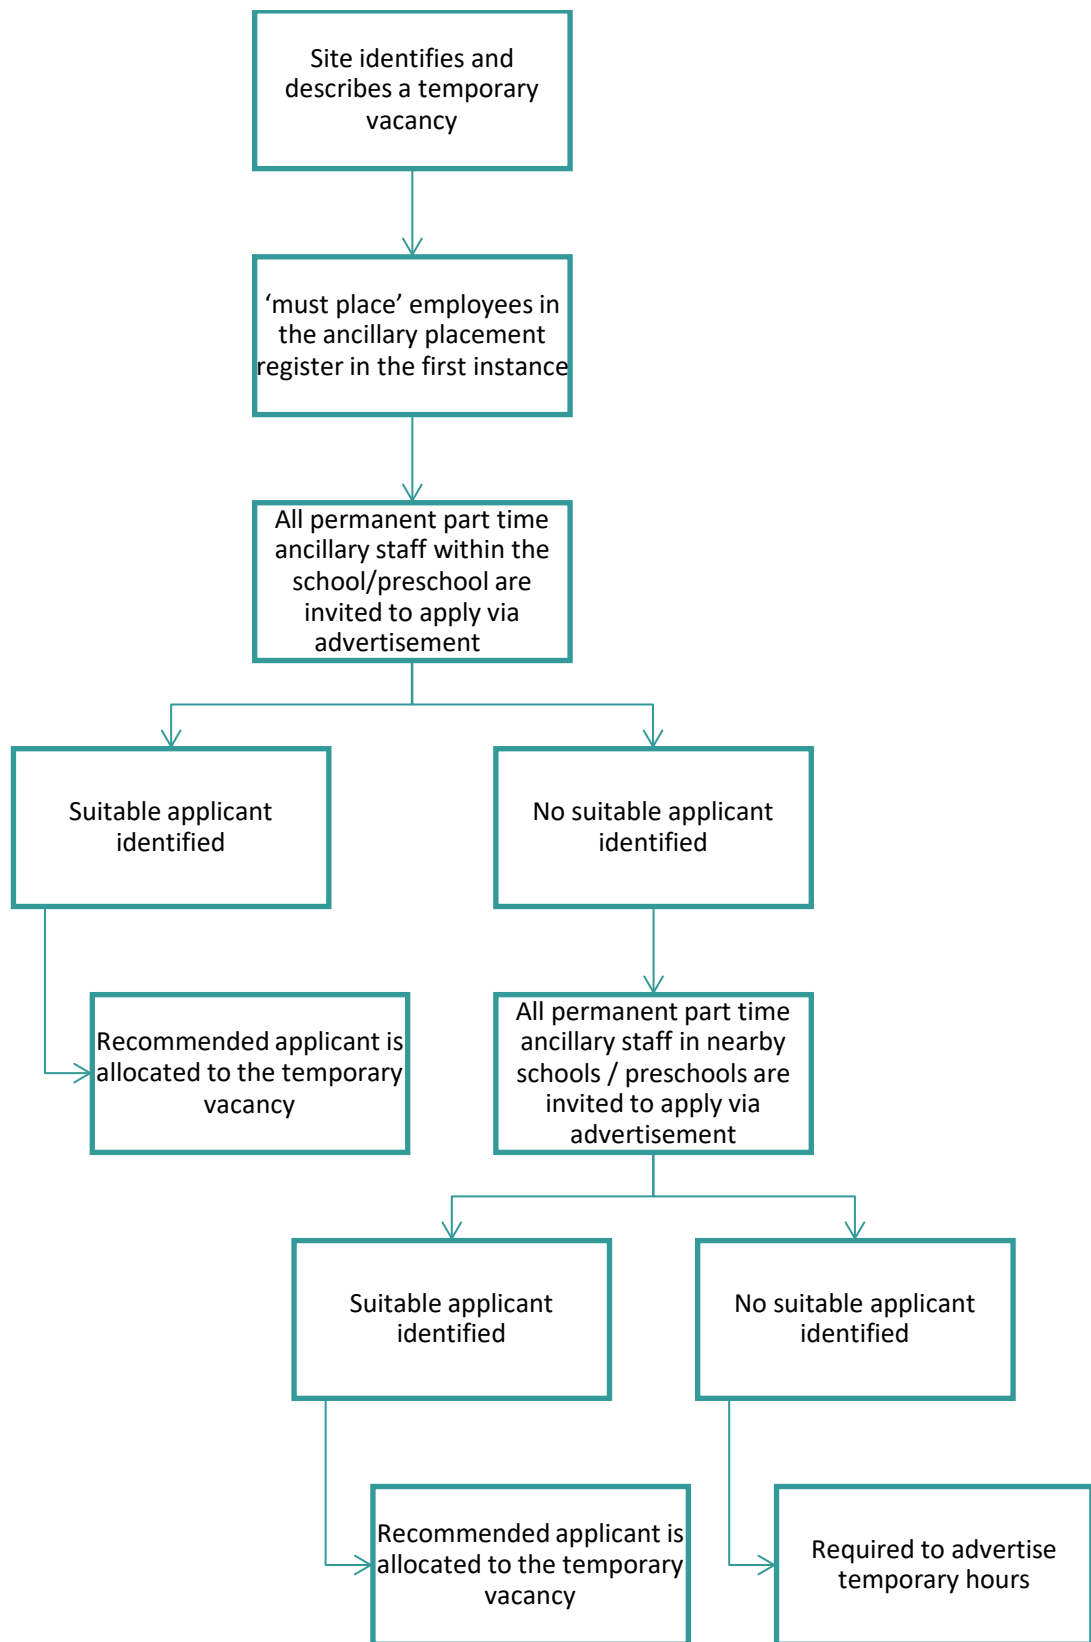 Site identifies and
describes a temporary
vacancy
‘must place’ employees in
the ancillary placement
register in the first instance
All permanent part time
ancillary staff within the
school/preschool are
invited to apply via
advertisement
Suitable applicant
identified
No suitable applicant
identified
Recommended applicant is
allocated to the temporary
vacancy
All permanent part time
ancillary staff in nearby
schools / preschools are
invited to apply via
advertisement
Suitable applicant
identified
No suitable applicant
identified
Recommended applicant is
allocated to the temporary
vacancy
Required to advertise
temporary hours